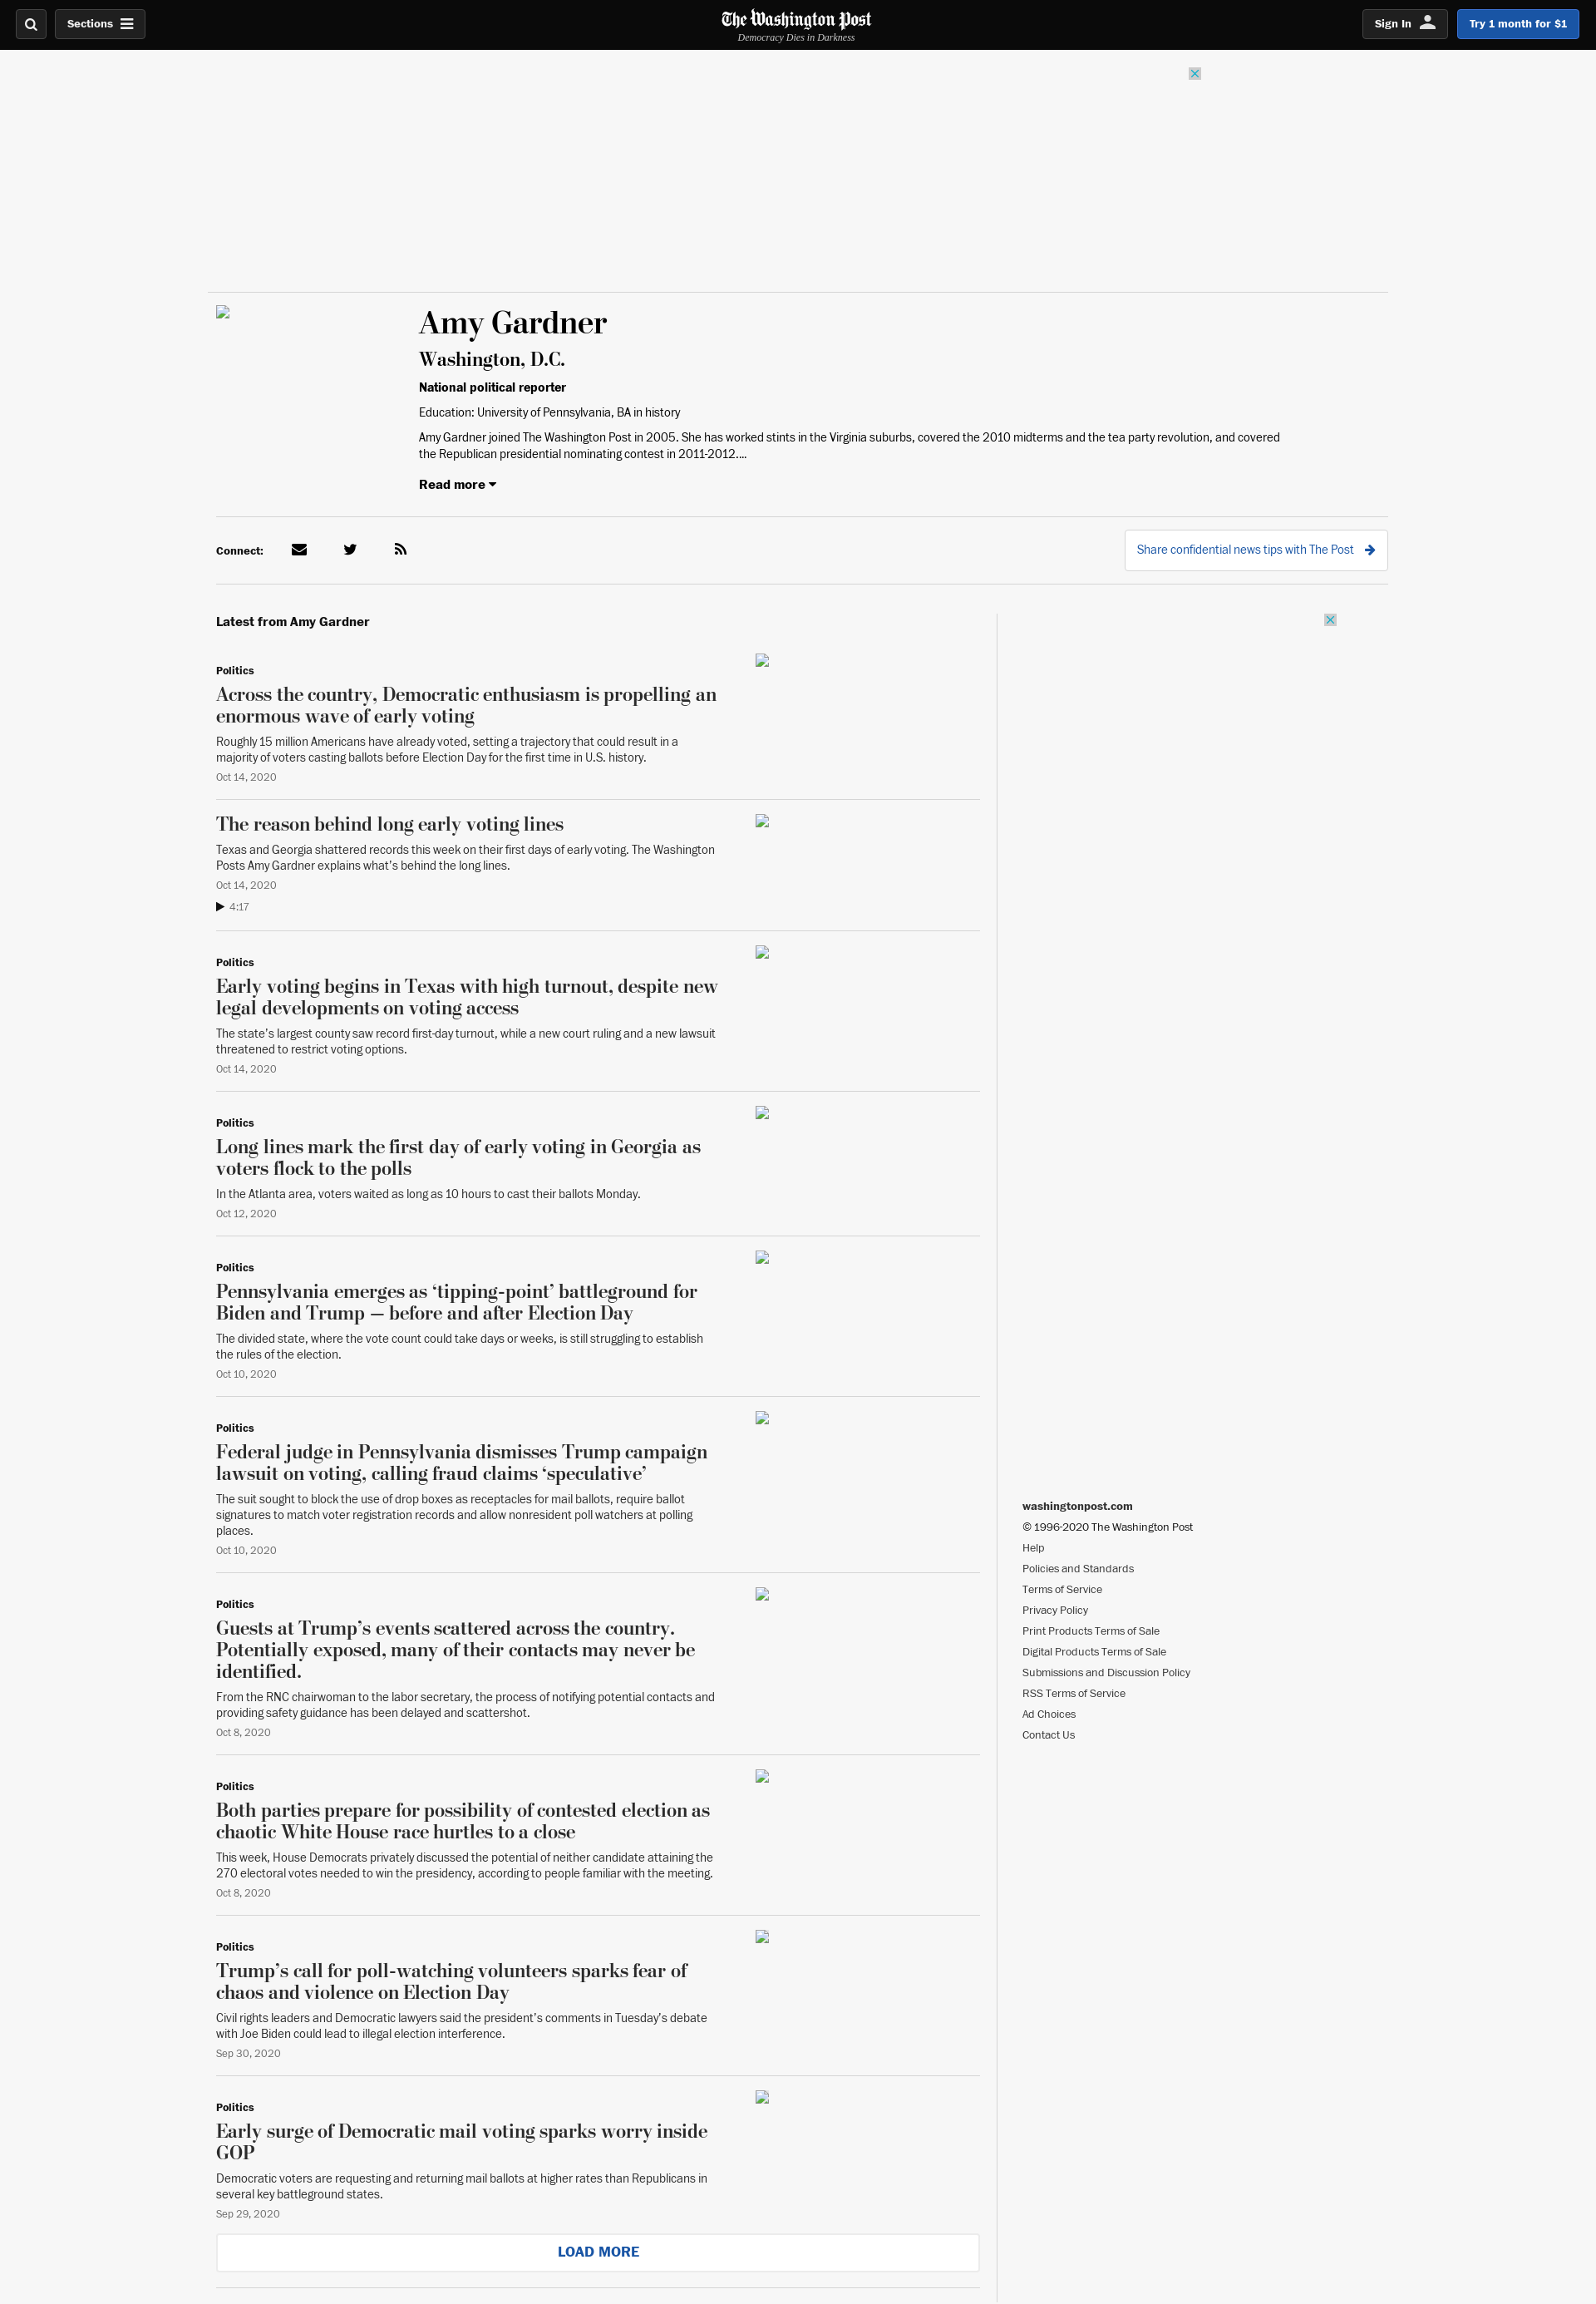 Sections
The Washington Post
Democracy Dies in Darkness
Sign In
Try 1 month for $1
Amy Gardner
Washington, D.C.
National political reporter
Education: University of Pennsylvania, BA in history
Amy Gardner joined The Washington Post in 2005. She has worked stints in the Virginia suburbs, covered the 2010 midterms and the tea party revolution, and covered
the Republican presidential nominating contest in 2011-2012....
Read more
Connect:
Share confidential news tips with The Post
Latest from Amy Gardner
Politics
Across the country, Democratic enthusiasm is propelling an
enormous wave of early voting
Roughly 15 million Americans have already voted, setting a trajectory that could result in a
majority of voters casting ballots before Election Day for the first time in U.S. history.
Oct 14, 2020
The reason behind long early voting lines
Texas and Georgia shattered records this week on their first days of early voting. The Washington
Posts Amy Gardner explains what’s behind the long lines.
Oct 14, 2020
4:17
Politics
Early voting begins in Texas with high turnout, despite new
legal developments on voting access
The state’s largest county saw record first-day turnout, while a new court ruling and a new lawsuit
threatened to restrict voting options.
Oct 14, 2020
Politics
Long lines mark the first day of early voting in Georgia as
voters flock to the polls
In the Atlanta area, voters waited as long as 10 hours to cast their ballots Monday.
Oct 12, 2020
Politics
Pennsylvania emerges as ‘tipping-point’ battleground for
Biden and Trump — before and after Election Day
The divided state, where the vote count could take days or weeks, is still struggling to establish
the rules of the election.
Oct 10, 2020
Politics
Federal judge in Pennsylvania dismisses Trump campaign
lawsuit on voting, calling fraud claims ‘speculative’
The suit sought to block the use of drop boxes as receptacles for mail ballots, require ballot
signatures to match voter registration records and allow nonresident poll watchers at polling
places.
Oct 10, 2020
Politics
Guests at Trump’s events scattered across the country.
Potentially exposed, many of their contacts may never be
identified.
From the RNC chairwoman to the labor secretary, the process of notifying potential contacts and
providing safety guidance has been delayed and scattershot.
Oct 8, 2020
Politics
Both parties prepare for possibility of contested election as
chaotic White House race hurtles to a close
This week, House Democrats privately discussed the potential of neither candidate attaining the
270 electoral votes needed to win the presidency, according to people familiar with the meeting.
Oct 8, 2020
Politics
Trump’s call for poll-watching volunteers sparks fear of
chaos and violence on Election Day
Civil rights leaders and Democratic lawyers said the president’s comments in Tuesday’s debate
with Joe Biden could lead to illegal election interference.
Sep 30, 2020
Politics
Early surge of Democratic mail voting sparks worry inside
GOP
Democratic voters are requesting and returning mail ballots at higher rates than Republicans in
several key battleground states.
Sep 29, 2020
LOAD MORE
washingtonpost.com
© 1996-2020 The Washington Post
Help
Policies and Standards
Terms of Service
Privacy Policy
Print Products Terms of Sale
Digital Products Terms of Sale
Submissions and Discussion Policy
RSS Terms of Service
Ad Choices
Contact Us